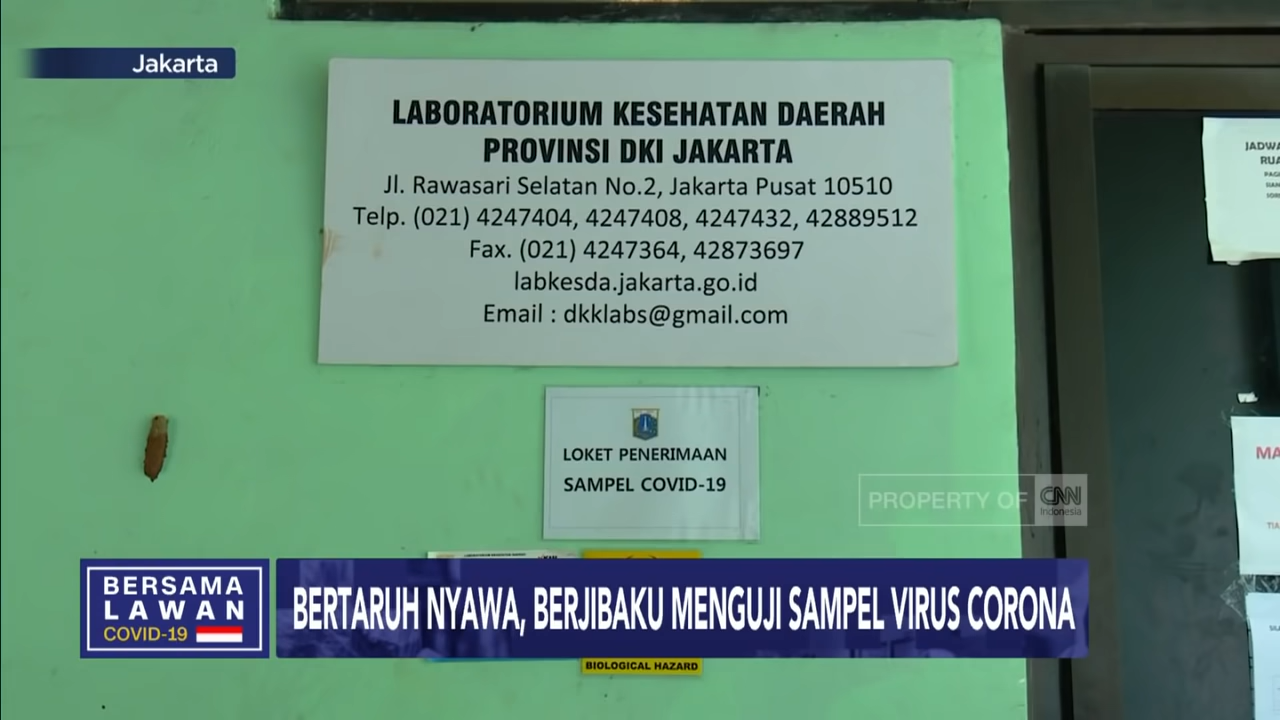 Jakarta
LABORATORIUM KESEHATAN DAERAH
PROVINSI DKI JAKARTA
Jl. Rawasari Selatan No.2, Jakarta Pusat 10510
Telp. (021) 4247404, 4247408, 4247432, 42889512
Fax. (021) 4247364, 42873697
labkesda.jakarta.go.id
Email : dkklabs@gmail.com
LOKET PENERIMAAN
SAMPEL COVID-19
PROPERTY OF CNN
Indonesia
BERSAMA
LAWAN
COVID-19
BERTARUH NYAWA, BERJIBAKU MENGUJI SAMPEL VIRUS CORONA
BIOLOGICAL HAZARD